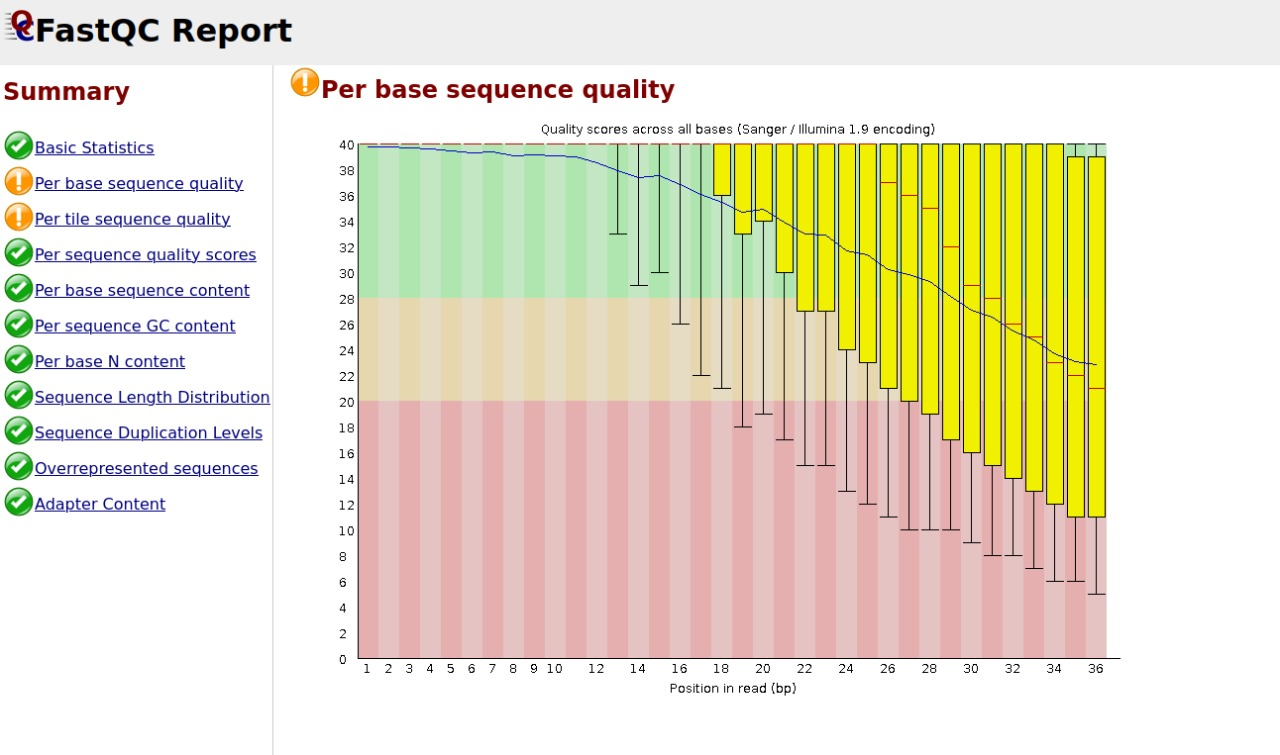 FastQC Report
Summary
Basic Statistics
Per base sequence quality
Per tile sequence quality
Per sequence quality scores
Per base sequence content
Per sequence GC content
Per base N content
Sequence Length Distribution
Sequence Duplication Levels
Overrepresented sequences
Adapter Content
Per base sequence quality
Quality scores across all bases (Sanger / Illumina 1.9 encoding)
40
38
36
34
32
30
28
26
24
22
20
18
16
14
12
10
8
6
4
2
0
1 2 3 4 5 6 7 8 9 10 12 14 16 18 20 22 24 26 28 30 32 34 36
Position in read (bp)